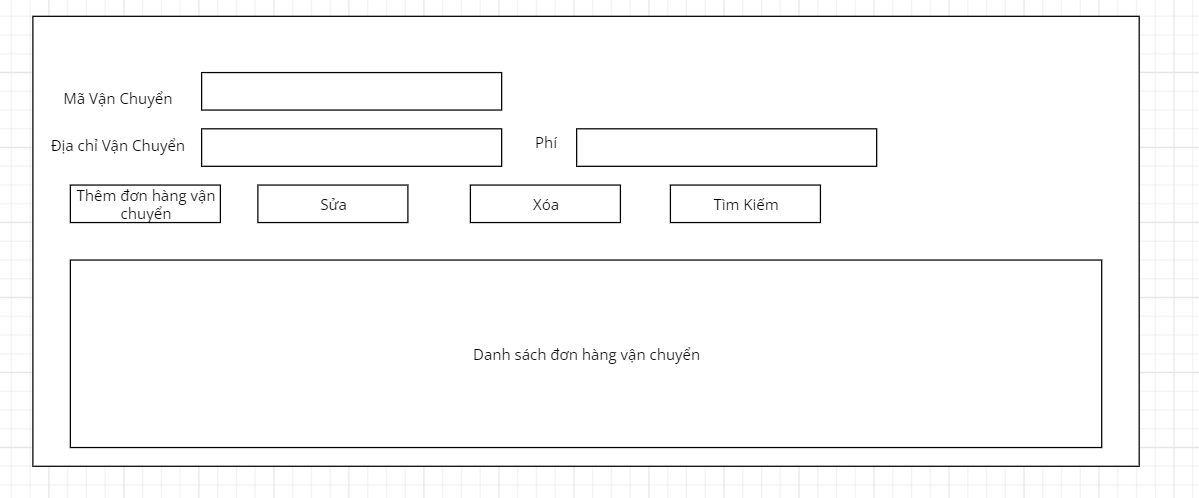 Mã Vận Chuyển
Địa chỉ Vận Chuyển
Phí
Thêm đơn hàng vận
chuyển
Sửa
Xóa
Tìm Kiếm
Danh sách đơn hàng vận chuyển